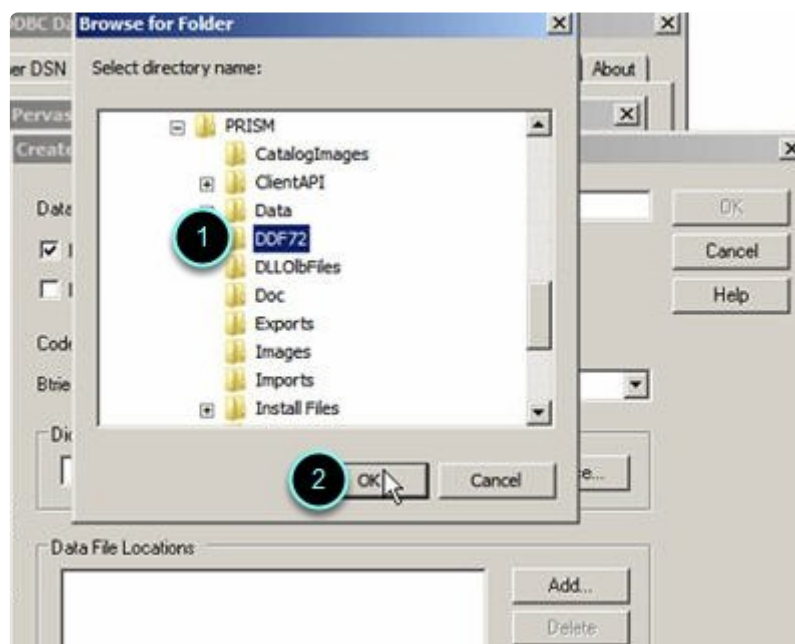 DBC Da
Browse for Folder
er DSN
Select directory name:
About
Pervas
Create
PRISM
CatalogImages
ClientAPI
Data
Data
OK
1
DDF72
Cancel
DLLOlbFiles
Help
Doc
Exports
Code
Images
Btrie
Imports
Install Files
Dic
2
OK
Cancel
e...
Data File Locations
Add...
Delete